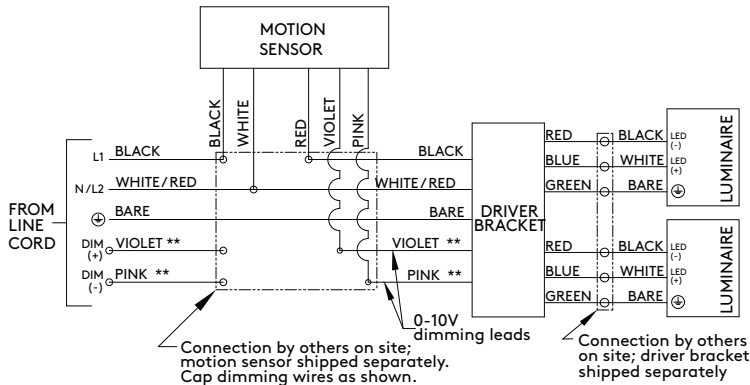 MOTION
SENSOR
BLACK
WHITE
RED
VIOLET
PINK
FROM
LINE
CORD
L1
BLACK
N/L2
WHITE/RED
BARE
DIM
(+)
VIOLET **
DIM
(-)
PINK **
BLACK
WHITE/RED
BARE
VIOLET **
PINK **
0-10V
dimming leads
Connection by others on site;
motion sensor shipped separately.
Cap dimming wires as shown.
DRIVER
BRACKET
RED
BLACK
LED
(-)
BLUE
WHITE
LED
(+)
GREEN
BARE
LUMINAIRE
RED
BLACK
LED
(-)
BLUE
WHITE
LED
(+)
GREEN
BARE
LUMINAIRE
Connection by others
on site; driver bracket
shipped separately